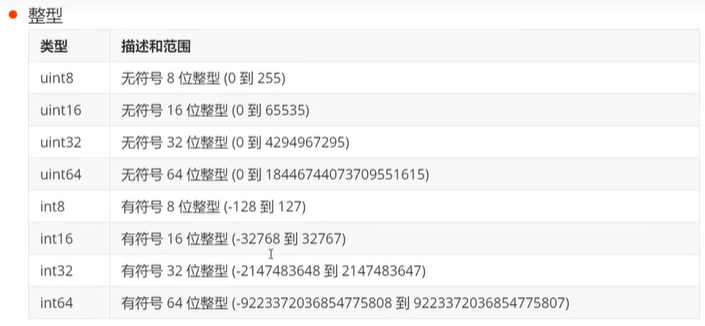 整型
类型 描述和范围
uint8 无符号 8 位整型 (0 到 255)
uint16 无符号 16 位整型 (0 到 65535)
uint32 无符号 32 位整型 (0 到 4294967295)
uint64 无符号 64 位整型 (0 到 18446744073709551615)
int8 有符号 8 位整型 (-128 到 127)
int16 有符号 16 位整型 (-32768 到 32767)
int32 有符号 32 位整型 (-2147483648 到 2147483647)
int64 有符号 64 位整型 (-9223372036854775808 到 9223372036854775807)